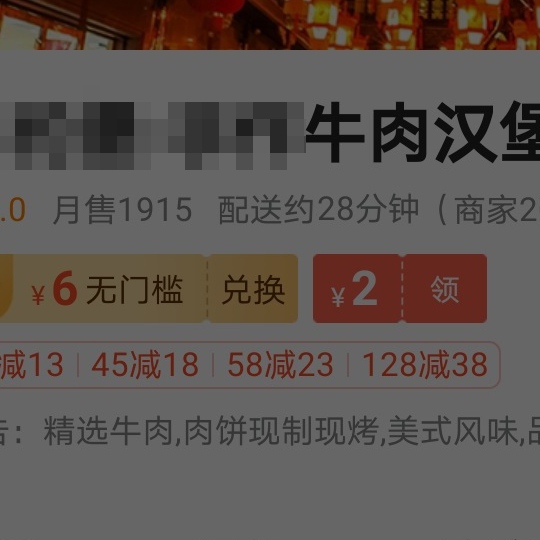 牛肉汉堡
.0 月售1915 配送约28分钟（商家2
¥6无门槛 兑换 ¥2 领
减13 45减18 58减23 128减38
告：精选牛肉,肉饼现制现烤,美式风味,品